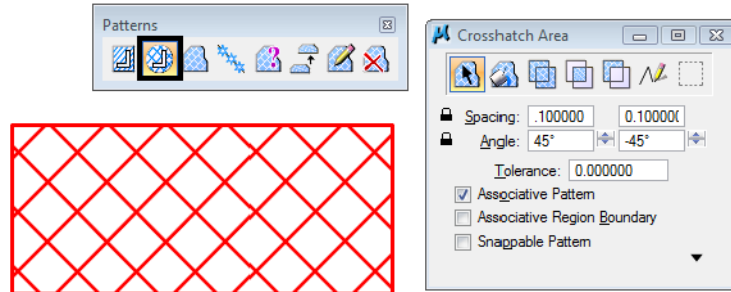 Patterns
Crosshatch Area
Spacing: .100000 0.10000(
Angle: 45° -45°
Tolerance: 0.000000
Associative Pattern
Associative Region Boundary
Snappable Pattern